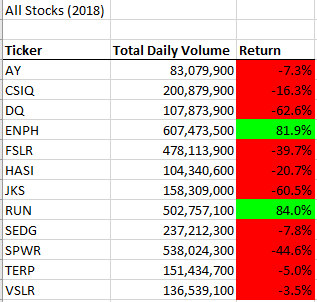 All Stocks (2018)
Ticker Total Daily Volume Return
AY 83,079,900 -7.3%
CSIQ 200,879,900 -16.3%
DQ 107,873,900 -62.6%
ENPH 607,473,500 81.9%
FSLR 478,113,900 -39.7%
HASI 104,340,600 -20.7%
JKS 158,309,000 -60.5%
RUN 502,757,100 84.0%
SEDG 237,212,300 -7.8%
SPWR 538,024,300 -44.6%
TERP 151,434,700 -5.0%
VSLR 136,539,100 -3.5%